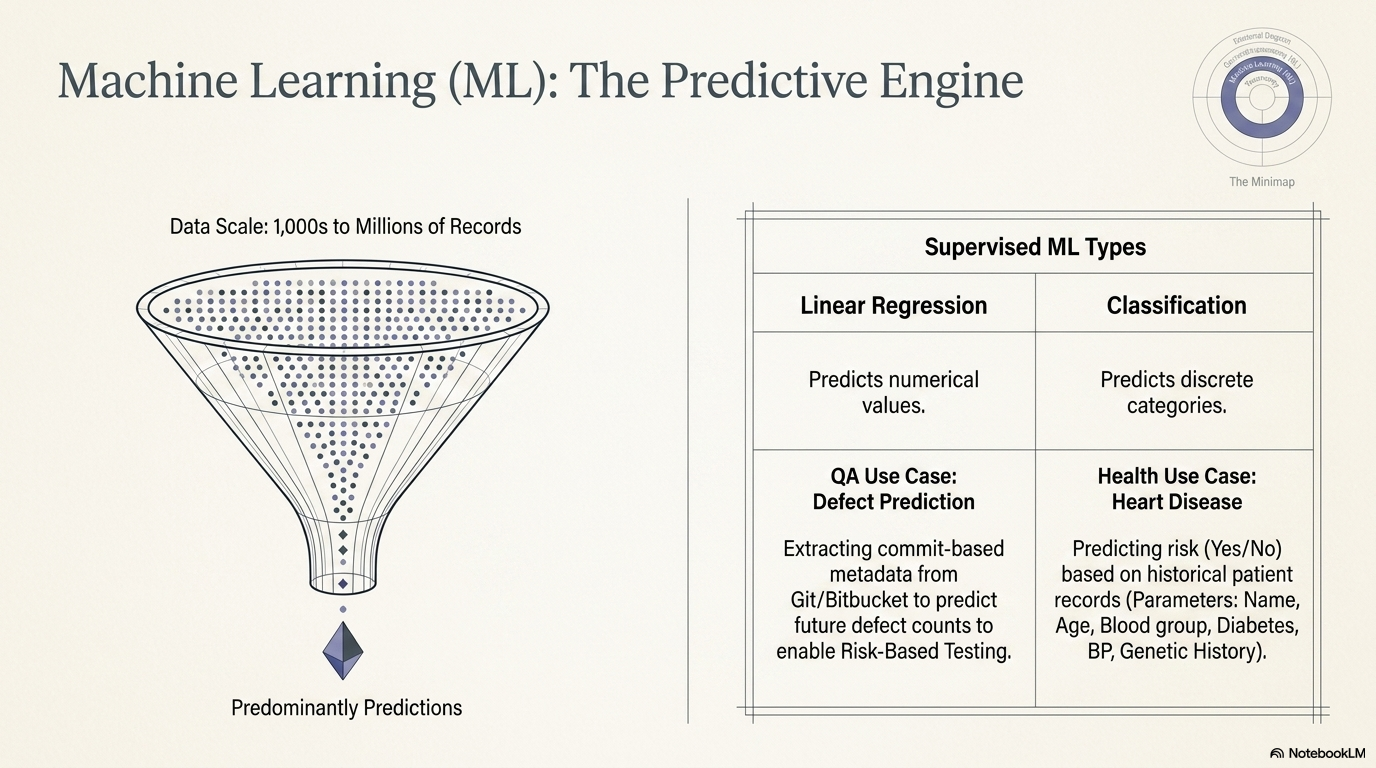 Machine Learning (ML): The Predictive Engine
The Minimap
Data Scale: 1,000s to Millions of Records
Predominantly Predictions
Supervised ML Types
Linear Regression
Classification
Predicts numerical
values.
Predicts discrete
categories.
QA Use Case:
Defect Prediction
Extracting commit-based
metadata from
Git/Bitbucket to predict
future defect counts to
enable Risk-Based Testing.
Health Use Case:
Heart Disease
Predicting risk (Yes/No)
based on historical patient
records (Parameters: Name,
Age, Blood group, Diabetes,
BP, Genetic History).
NotebookLM